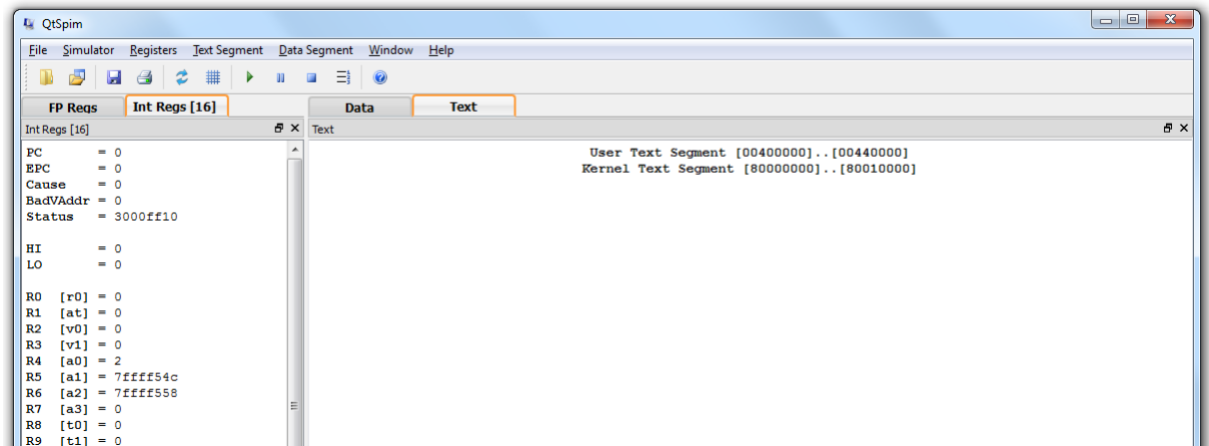 QtSpim
File Simulator Registers Text Segment Data Segment Window Help
FP Regs Int Regs [16] Data Text
Int Regs [16] Text
PC = 0
EPC = 0
Cause = 0
BadVAddr = 0
Status = 3000ff10
HI = 0
LO = 0
R0 [r0] = 0
R1 [at] = 0
R2 [v0] = 0
R3 [v1] = 0
R4 [a0] = 2
R5 [a1] = 7ffff54c
R6 [a2] = 7ffff558
R7 [a3] = 0
R8 [t0] = 0
R9 [t1] = 0
User Text Segment [00400000]..[00440000]
Kernel Text Segment [80000000]..[80010000]